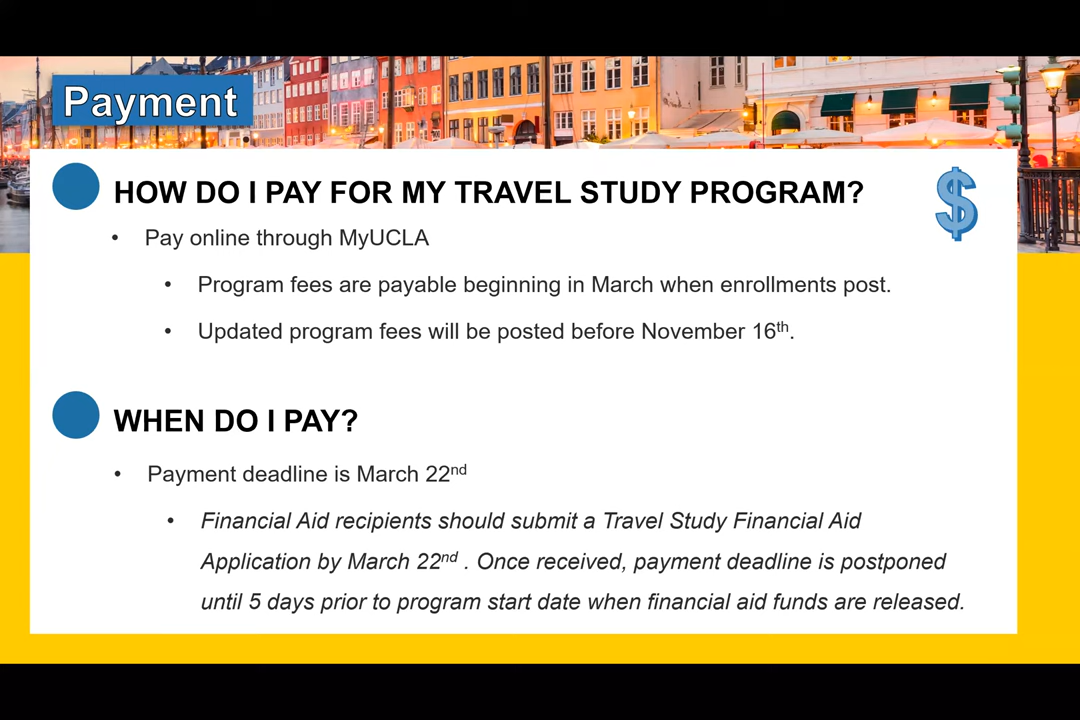 Payment
HOW DO I PAY FOR MY TRAVEL STUDY PROGRAM?
$
• Pay online through MyUCLA
• Program fees are payable beginning in March when enrollments post.
• Updated program fees will be posted before November 16th.
WHEN DO I PAY?
• Payment deadline is March 22nd
• Financial Aid recipients should submit a Travel Study Financial Aid
Application by March 22nd . Once received, payment deadline is postponed
until 5 days prior to program start date when financial aid funds are released.